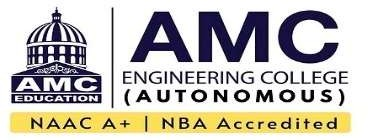 AMC
EDUCATION
AMC
ENGINEERING COLLEGE
(AUTONOMOUS)
NAAC A+ | NBA Accredited